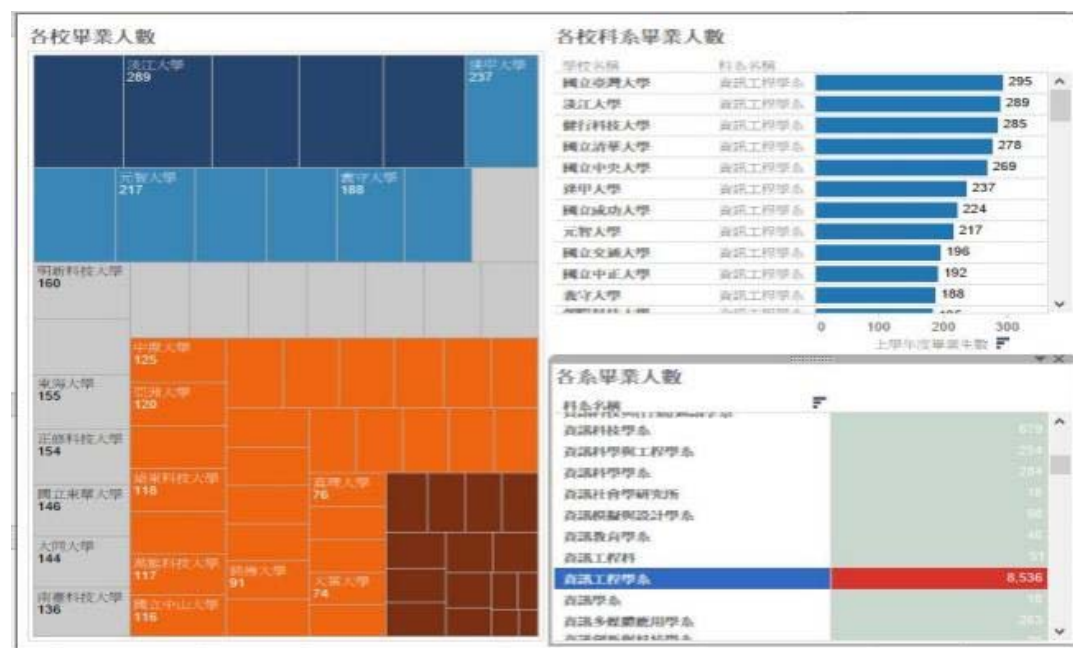 各校畢業人數
淡江大學
289
逢甲大學
237
元智大學
217
義守大學
188
明新科技大學
160
東海大學
155
正修科技大學
154
國立東華大學
146
大同大學
144
南臺科技大學
136
中原大學
125
亞洲大學
120
遠東科技大學
118
萬能科技大學
117
國立中山大學
116
銘傳大學
91
真理大學
76
大葉大學
74
各校科系畢業人數
學校名稱 科系名稱
國立臺灣大學 資訊工程學系 295
淡江大學 資訊工程學系 289
健行科技大學 資訊工程學系 285
國立清華大學 資訊工程學系 278
國立中央大學 資訊工程學系 269
逢甲大學 資訊工程學系 237
國立成功大學 資訊工程學系 224
元智大學 資訊工程學系 217
國立交通大學 資訊工程學系 196
國立中正大學 資訊工程學系 192
義守大學 資訊工程學系 188
0 100 200 300
上學年度畢業生數
各系畢業人數
科系名稱
資訊科技學系 679
資訊科學與工程學系 254
資訊科學學系 284
資訊社會學研究所
資訊模擬與設計學系
資訊教育學系
資訊工程科
資訊工程學系 8,536
資訊學系
資訊多媒體應用學系 263